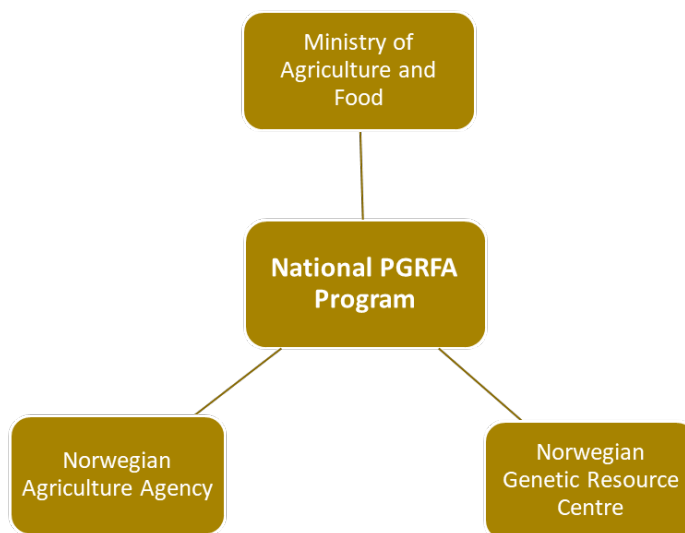 Ministry of
Agriculture and
Food
National PGRFA
Program
Norwegian
Agriculture Agency
Norwegian
Genetic Resource
Centre